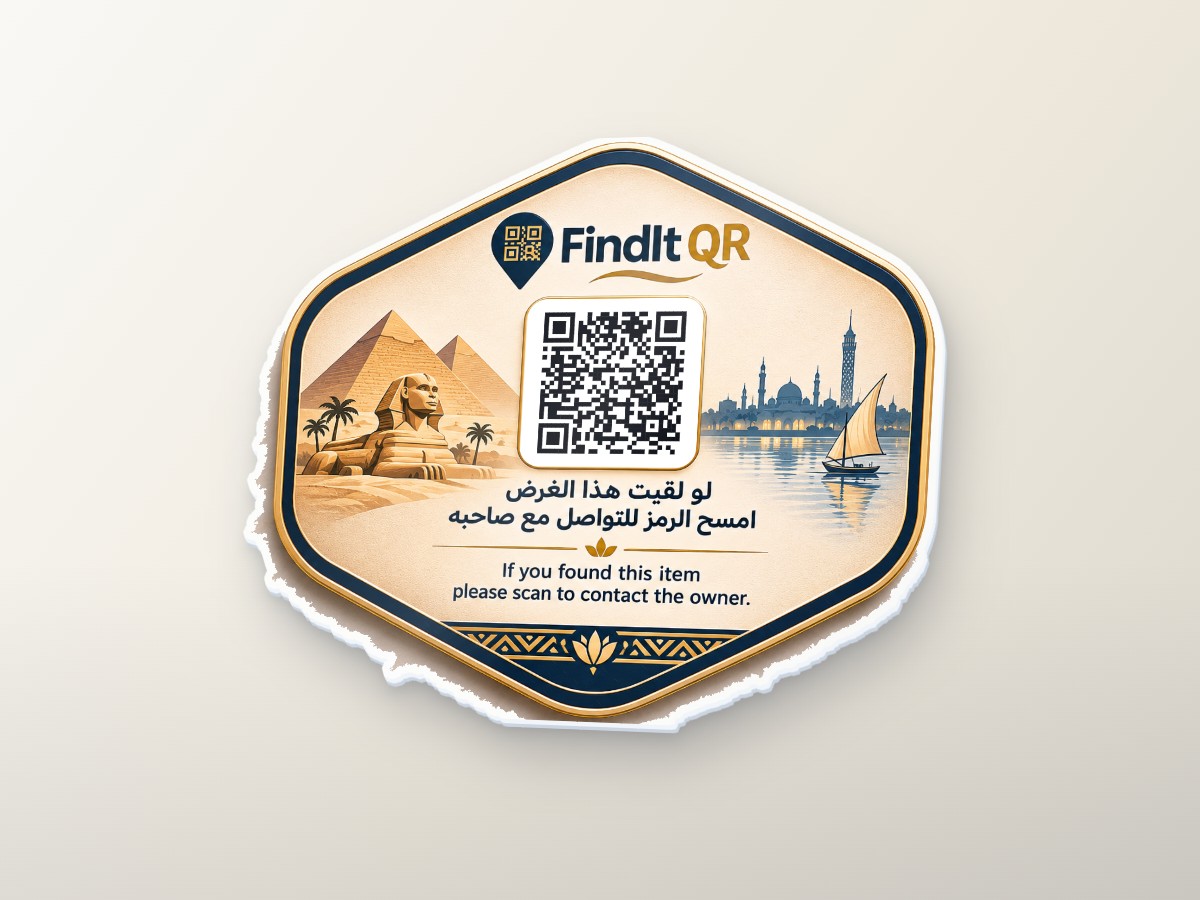 FindIt QR
لو لقيت هذا الغرض
امسح الرمز للتواصل مع صاحبه
If you found this item
please scan to contact the owner.